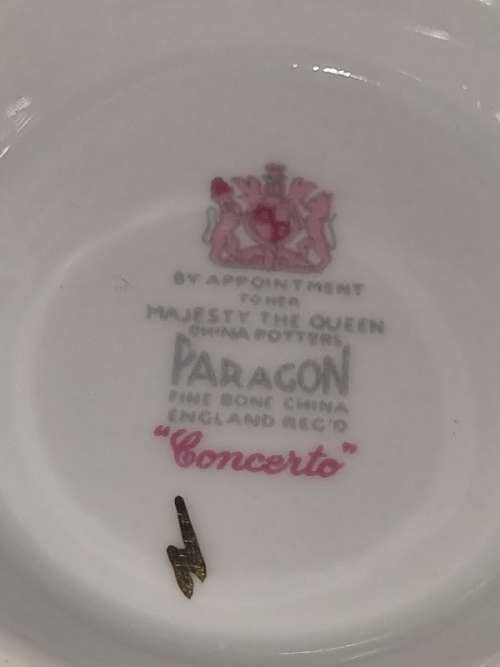 BY APPOINTMENT
TO HER
MAJESTY THE QUEEN
CHINA POTTERS
PARAGON
FINE BONE CHINA
ENGLAND REG'D
"Concerto"